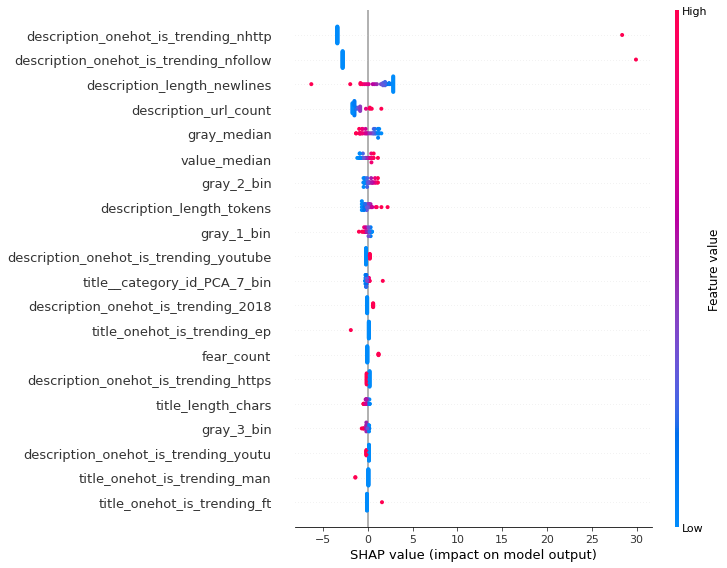 High
description_onehot_is_trending_nhttp
description_onehot_is_trending_nfollow
description_length_newlines
description_url_count
gray_median
value_median
gray_2_bin
description_length_tokens
gray_1_bin
description_onehot_is_trending_youtube
title__category_id_PCA_7_bin
description_onehot_is_trending_2018
title_onehot_is_trending_ep
fear_count
description_onehot_is_trending_https
title_length_chars
gray_3_bin
description_onehot_is_trending_youtu
title_onehot_is_trending_man
title_onehot_is_trending_ft
Feature value
Low
−5 0 5 10 15 20 25 30
SHAP value (impact on model output)